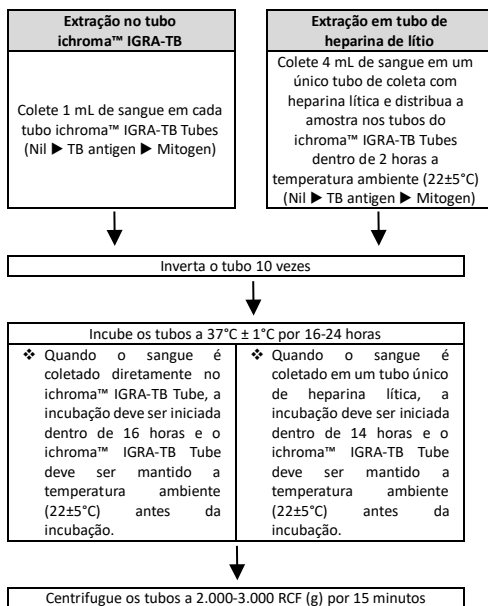 Extração no tubo
ichroma™ IGRA-TB
Colete 1 mL de sangue em cada
tubo ichroma™ IGRA-TB Tubes
(Nil ▶ TB antigen ▶ Mitogen)
Extração em tubo de
heparina de lítio
Colete 4 mL de sangue em um
único tubo de coleta com
heparina lítica e distribua a
amostra nos tubos do
ichroma™ IGRA-TB Tubes
dentro de 2 horas a
temperatura ambiente (22±5°C)
(Nil ▶ TB antigen ▶ Mitogen)
Inverta o tubo 10 vezes
Incube os tubos a 37°C ± 1°C por 16-24 horas
❖ Quando o sangue é
coletado diretamente no
ichroma™ IGRA-TB Tube, a
incubação deve ser iniciada
dentro de 16 horas e o
ichroma™ IGRA-TB Tube
deve ser mantido a
temperatura ambiente
(22±5°C) antes da
incubação.
❖ Quando o sangue é
coletado em um tubo único
de heparina lítica, a
incubação deve ser iniciada
dentro de 14 horas e o
ichroma™ IGRA-TB Tube
deve ser mantido a
temperatura ambiente
(22±5°C) antes da
incubação.
Centrifugue os tubos a 2.000-3.000 RCF (g) por 15 minutos